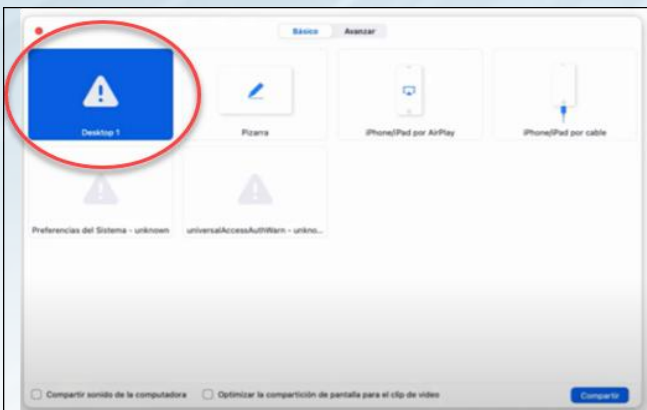 Básico Avanzar
Desktop 1 Pizarra iPhone/iPad por AirPlay iPhone/iPad por cable
Preferencias del Sistema - unknown universalAccessAuthWarn - unkno...
Compartir sonido de la computadora Optimizar la compartición de pantalla para el clip de video Compartir